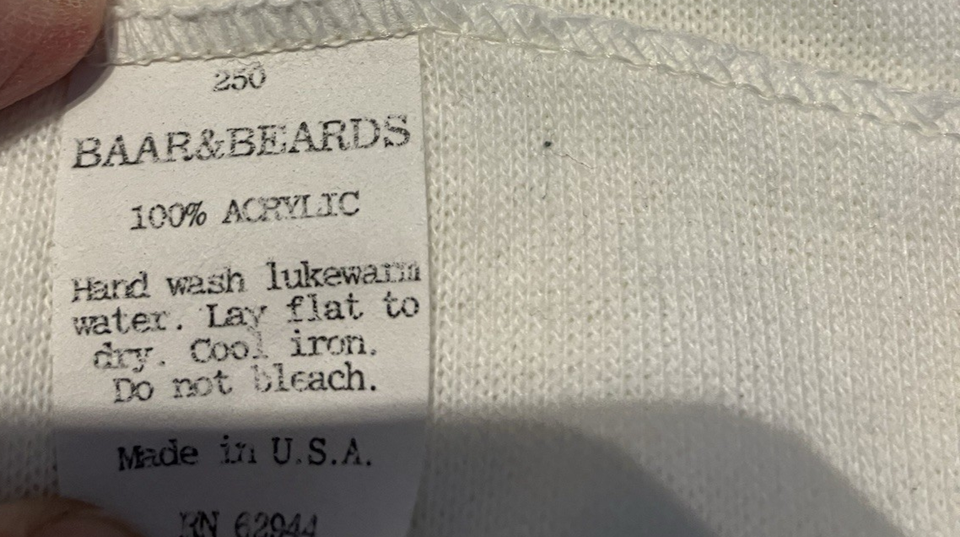 250
BAAR&BEARDS
100% ACRYLIC
Hand wash lukewarm
water. Lay flat to
dry. Cool iron.
Do not bleach.
Made in U.S.A.
RN 62944